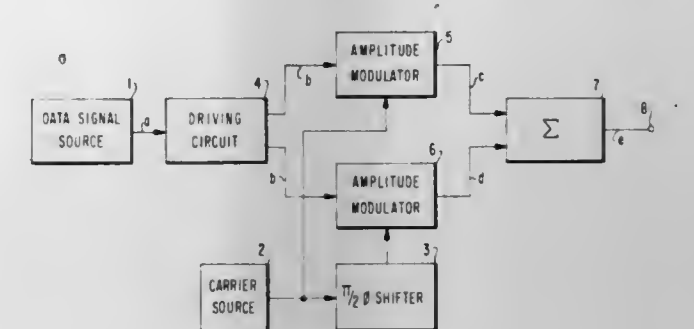 5
AMPLITUDE
MODULATOR
1
4
b
c
7
8
DATA SIGNAL
SOURCE
a
DRIVING
CIRCUIT
Σ
e
6
b
AMPLITUDE
MODULATOR
d
2
3
CARRIER
SOURCE
π/2 Ø SHIFTER